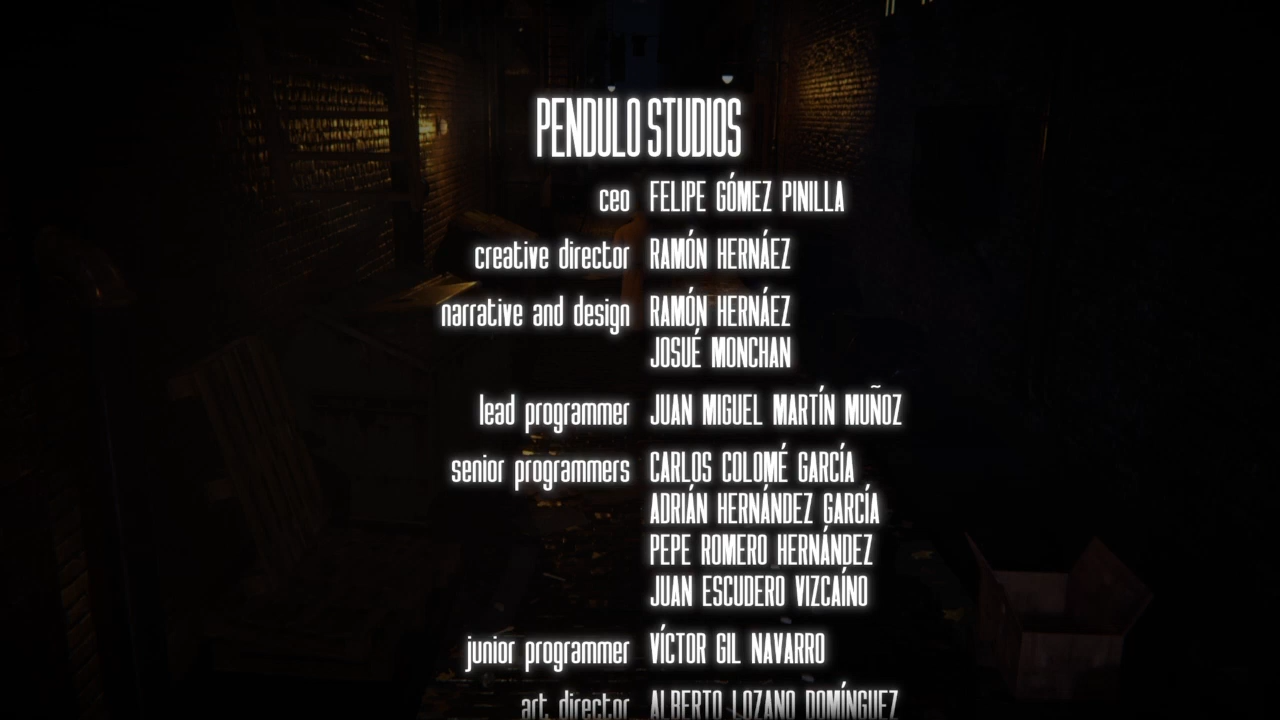 PENDULO STUDIOS
ceo FELIPE GÓMEZ PINILLA
creative director RAMÓN HERNÁEZ
narrative and design RAMÓN HERNÁEZ
JOSUÉ MONCHAN
lead programmer JUAN MIGUEL MARTÍN MUÑOZ
senior programmers CARLOS COLOMÉ GARCÍA
ADRIÁN HERNÁNDEZ GARCÍA
PEPE ROMERO HERNÁNDEZ
JUAN ESCUDERO VIZCAÍNO
junior programmer VÍCTOR GIL NAVARRO
art director ALBERTO LOZANO DOMÍNGUEZ